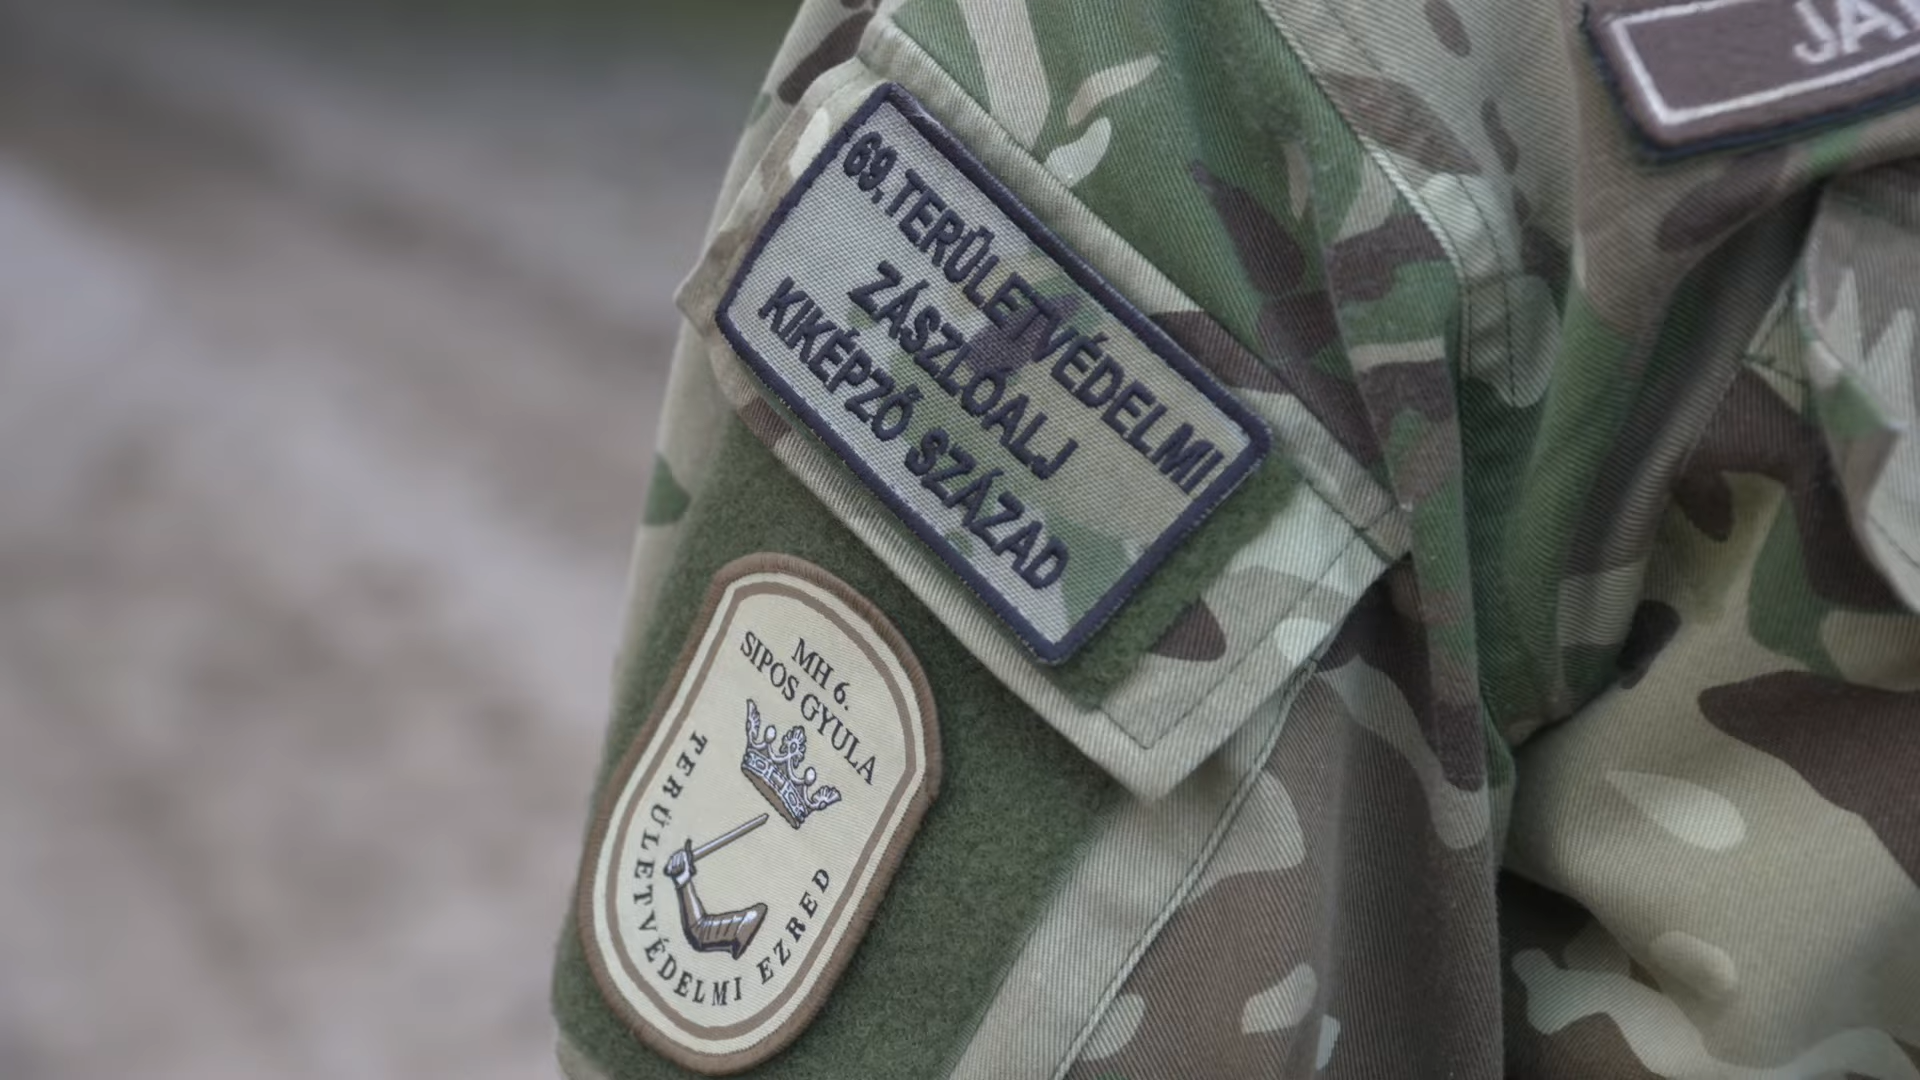 69.TERÜLETVÉDELMI
ZÁSZLÓALJ
KIKÉPZŐ SZÁZAD
MH 6.
SIPOS GYULA
TERÜLETVÉDELMI EZRED